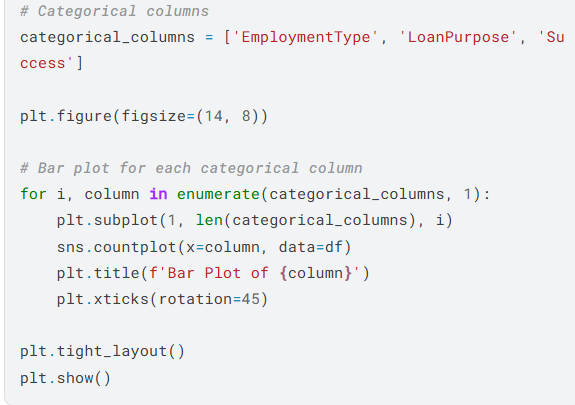 # Categorical columns
categorical_columns = ['EmploymentType', 'LoanPurpose', 'Su
ccess']

plt.figure(figsize=(14, 8))

# Bar plot for each categorical column
for i, column in enumerate(categorical_columns, 1):
    plt.subplot(1, len(categorical_columns), i)
    sns.countplot(x=column, data=df)
    plt.title(f'Bar Plot of {column}')
    plt.xticks(rotation=45)

plt.tight_layout()
plt.show()